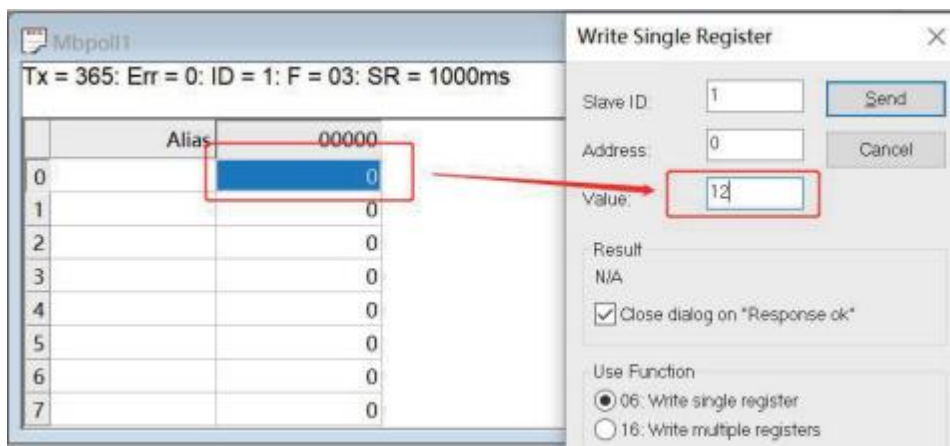 Mbpoll1
Tx = 365: Err = 0: ID = 1: F = 03: SR = 1000ms
Alias 00000
0 0
1 0
2 0
3 0
4 0
5 0
6 0
7 0
Write Single Register
Slave ID: 1 Send
Address: 0 Cancel
Value: 12
Result
N/A
Close dialog on "Response ok"
Use Function
06: Write single register
16: Write multiple registers